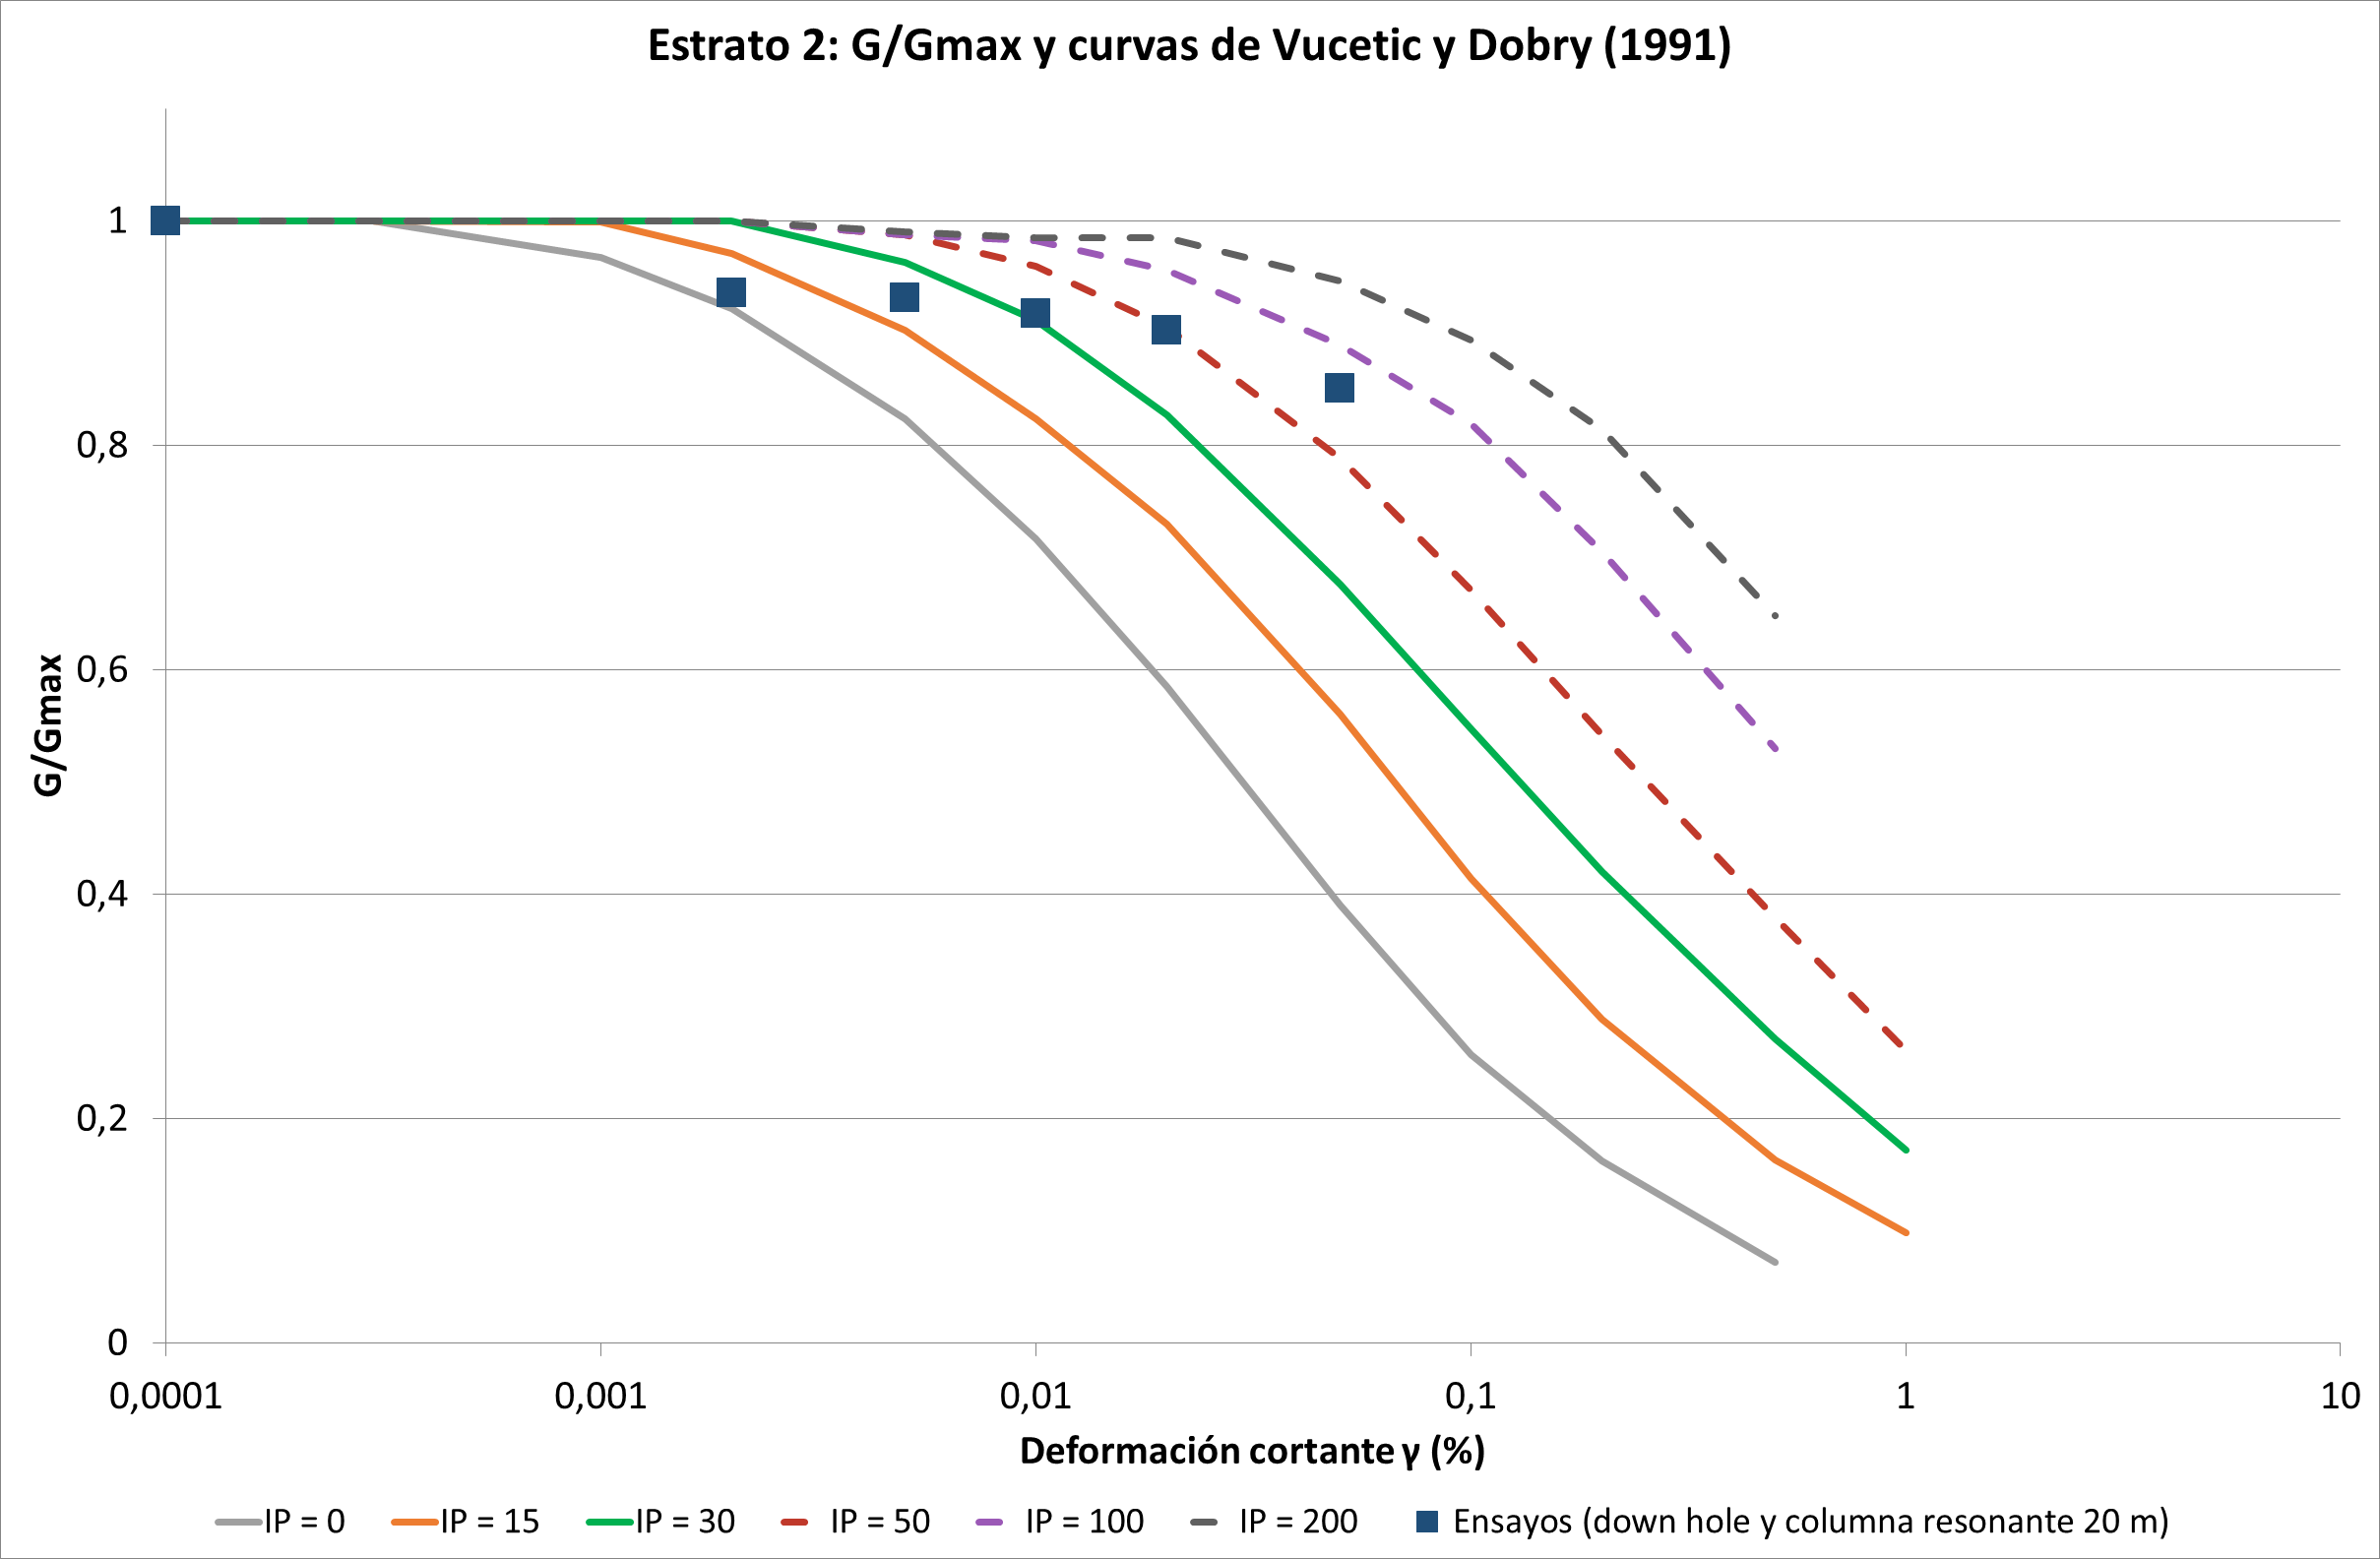 Estrato 2: G/Gmax y curvas de Vucetic y Dobry (1991)
G/Gmax
1
0,8
0,6
0,4
0,2
0
0,0001 0,001 0,01 0,1 1 10
Deformación cortante γ (%)
IP = 0 IP = 15 IP = 30 IP = 50 IP = 100 IP = 200 Ensayos (down hole y columna resonante 20 m)